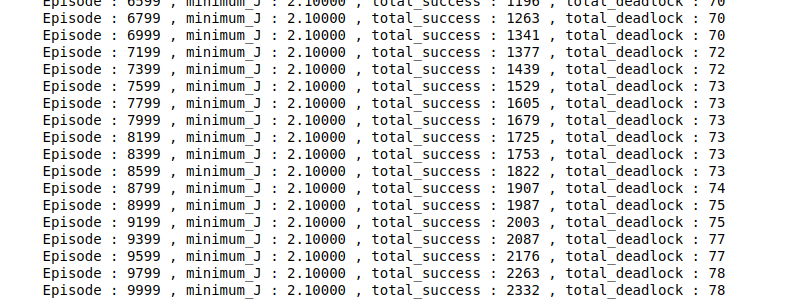 Episode : 6599 , minimum_J : 2.10000 , total_success : 1196 , total_deadlock : 70
Episode : 6799 , minimum_J : 2.10000 , total_success : 1263 , total_deadlock : 70
Episode : 6999 , minimum_J : 2.10000 , total_success : 1341 , total_deadlock : 70
Episode : 7199 , minimum_J : 2.10000 , total_success : 1377 , total_deadlock : 72
Episode : 7399 , minimum_J : 2.10000 , total_success : 1439 , total_deadlock : 72
Episode : 7599 , minimum_J : 2.10000 , total_success : 1529 , total_deadlock : 73
Episode : 7799 , minimum_J : 2.10000 , total_success : 1605 , total_deadlock : 73
Episode : 7999 , minimum_J : 2.10000 , total_success : 1679 , total_deadlock : 73
Episode : 8199 , minimum_J : 2.10000 , total_success : 1725 , total_deadlock : 73
Episode : 8399 , minimum_J : 2.10000 , total_success : 1753 , total_deadlock : 73
Episode : 8599 , minimum_J : 2.10000 , total_success : 1822 , total_deadlock : 73
Episode : 8799 , minimum_J : 2.10000 , total_success : 1907 , total_deadlock : 74
Episode : 8999 , minimum_J : 2.10000 , total_success : 1987 , total_deadlock : 75
Episode : 9199 , minimum_J : 2.10000 , total_success : 2003 , total_deadlock : 75
Episode : 9399 , minimum_J : 2.10000 , total_success : 2087 , total_deadlock : 77
Episode : 9599 , minimum_J : 2.10000 , total_success : 2176 , total_deadlock : 77
Episode : 9799 , minimum_J : 2.10000 , total_success : 2263 , total_deadlock : 78
Episode : 9999 , minimum_J : 2.10000 , total_success : 2332 , total_deadlock : 78